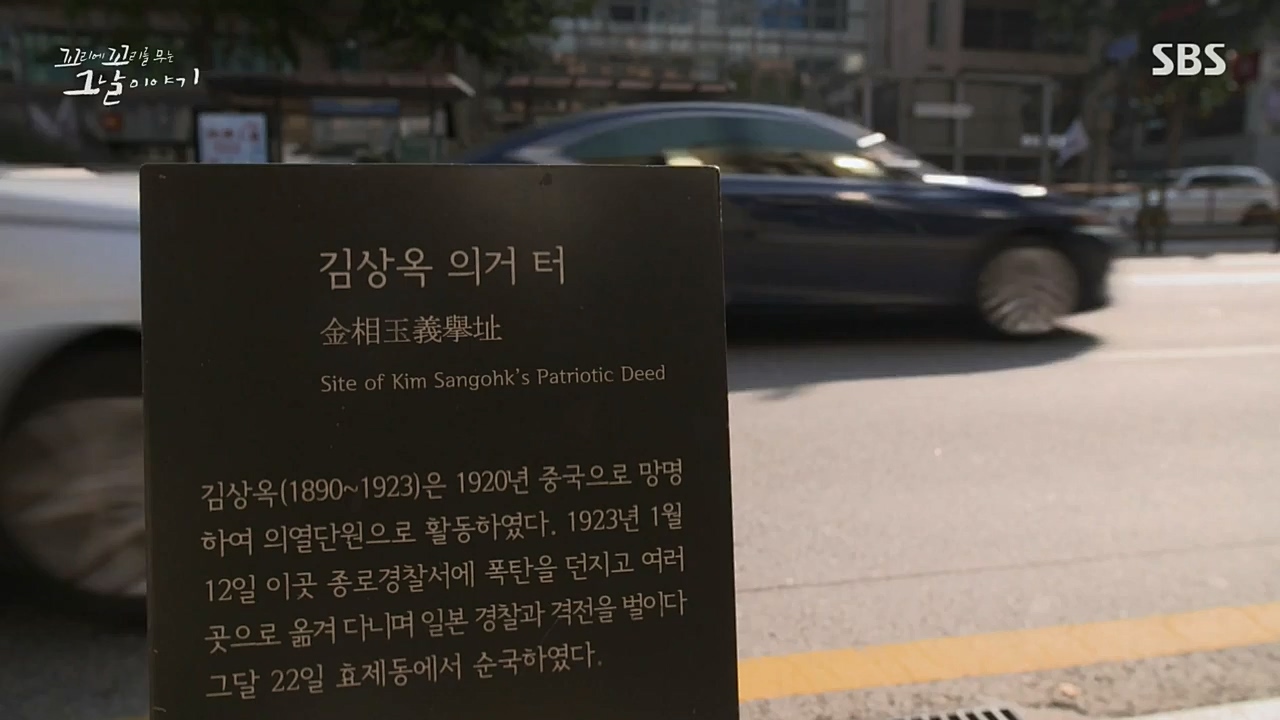 꼬리에 꼬리를 무는
그날 이야기
SBS
김상옥 의거 터
金相玉義擧址
Site of Kim Sangohk's Patriotic Deed
김상옥(1890~1923)은 1920년 중국으로 망명
하여 의열단원으로 활동하였다. 1923년 1월
12일 이곳 종로경찰서에 폭탄을 던지고 여러
곳으로 옮겨 다니며 일본 경찰과 격전을 벌이다
그달 22일 효제동에서 순국하였다.